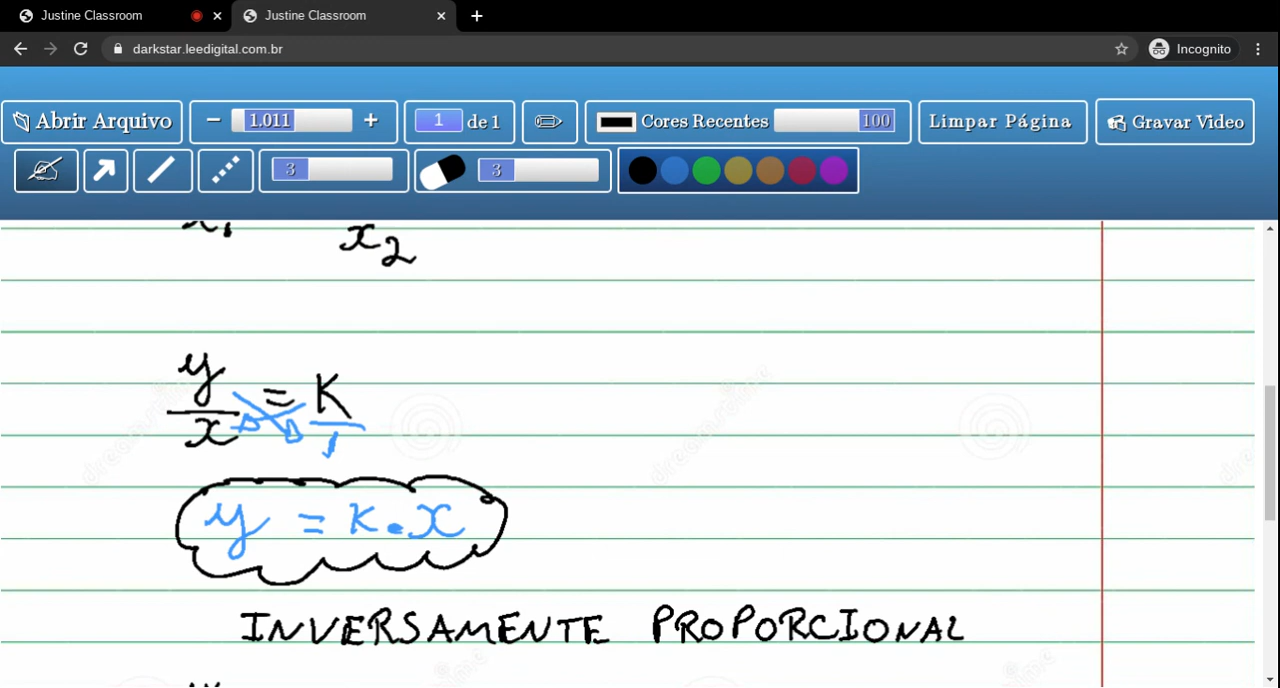 Justine Classroom Justine Classroom
darkstar.leedigital.com.br Incognito
Abrir Arquivo − 1.011 + 1 de 1 Cores Recentes 100 Limpar Página Gravar Video
3 3
x₁ x₂
y/x = K/1
y = K.x
INVERSAMENTE PROPORCIONAL